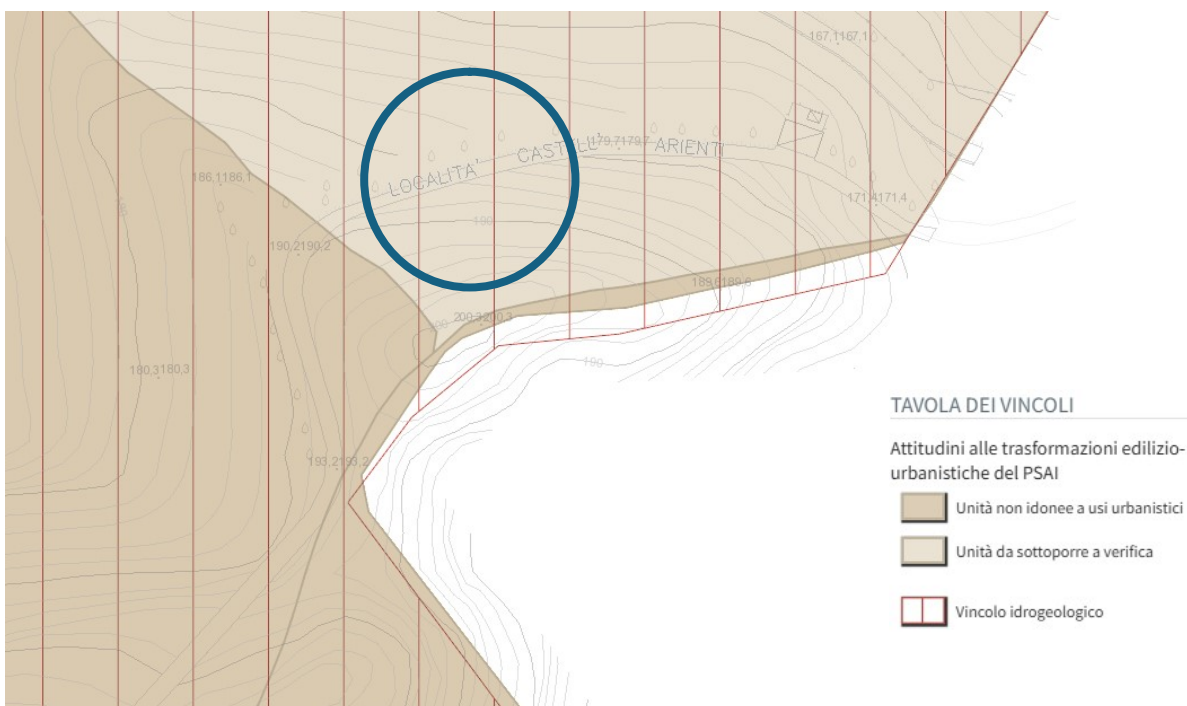 167,1167,1
LOCALITA' CASTELL' ARIENTI
179,7179,7
186,1186,1
171,4171,4
180
190
190,2190,2
189,6189,6
200,3200,3
180,3180,3
190
193,2193,2
TAVOLA DEI VINCOLI
Attitudini alle trasformazioni edilizio-
urbanistiche del PSAI
Unità non idonee a usi urbanistici
Unità da sottoporre a verifica
Vincolo idrogeologico